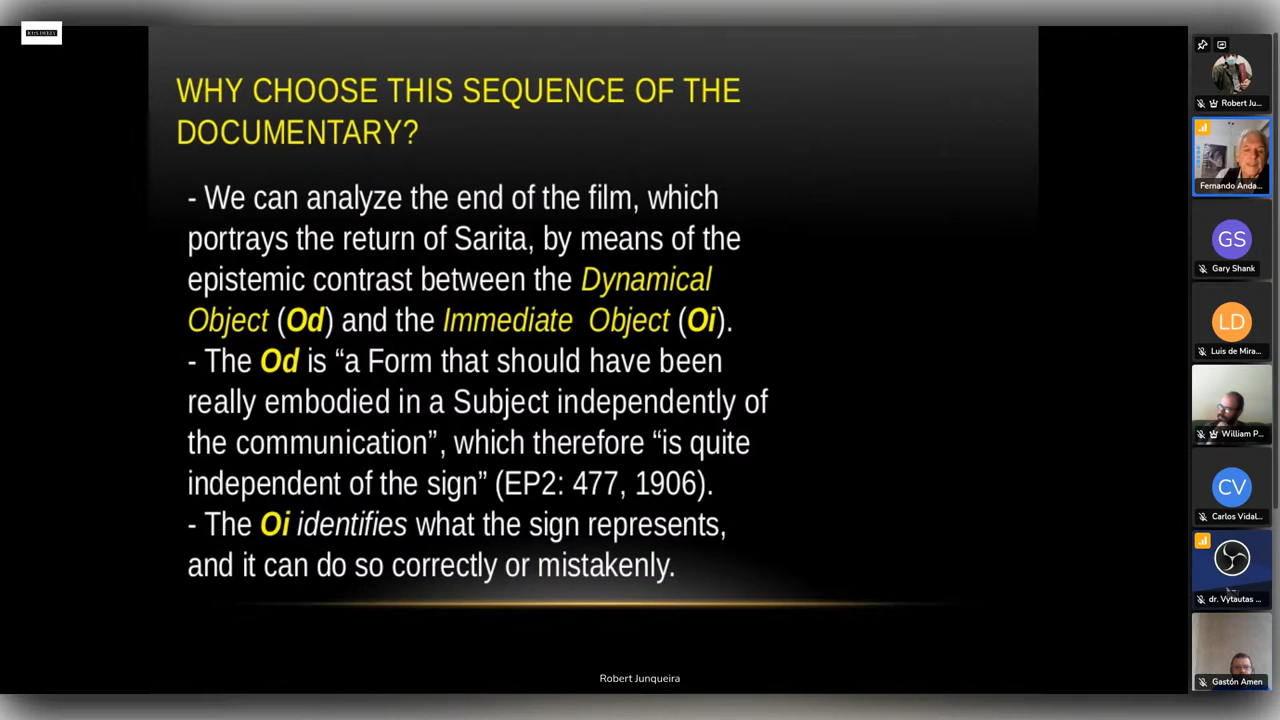 WHY CHOOSE THIS SEQUENCE OF THE
DOCUMENTARY?
- We can analyze the end of the film, which
portrays the return of Sarita, by means of the
epistemic contrast between the Dynamical
Object (Od) and the Immediate Object (Oi).
- The Od is “a Form that should have been
really embodied in a Subject independently of
the communication”, which therefore “is quite
independent of the sign” (EP2: 477, 1906).
- The Oi identifies what the sign represents,
and it can do so correctly or mistakenly.
Robert Junqueira
Robert Ju...
Fernando Anda...
GS
Gary Shank
LD
Luis de Mira...
William P...
CV
Carlos Vidal...
dr. Vytautas ...
Gastón Amen